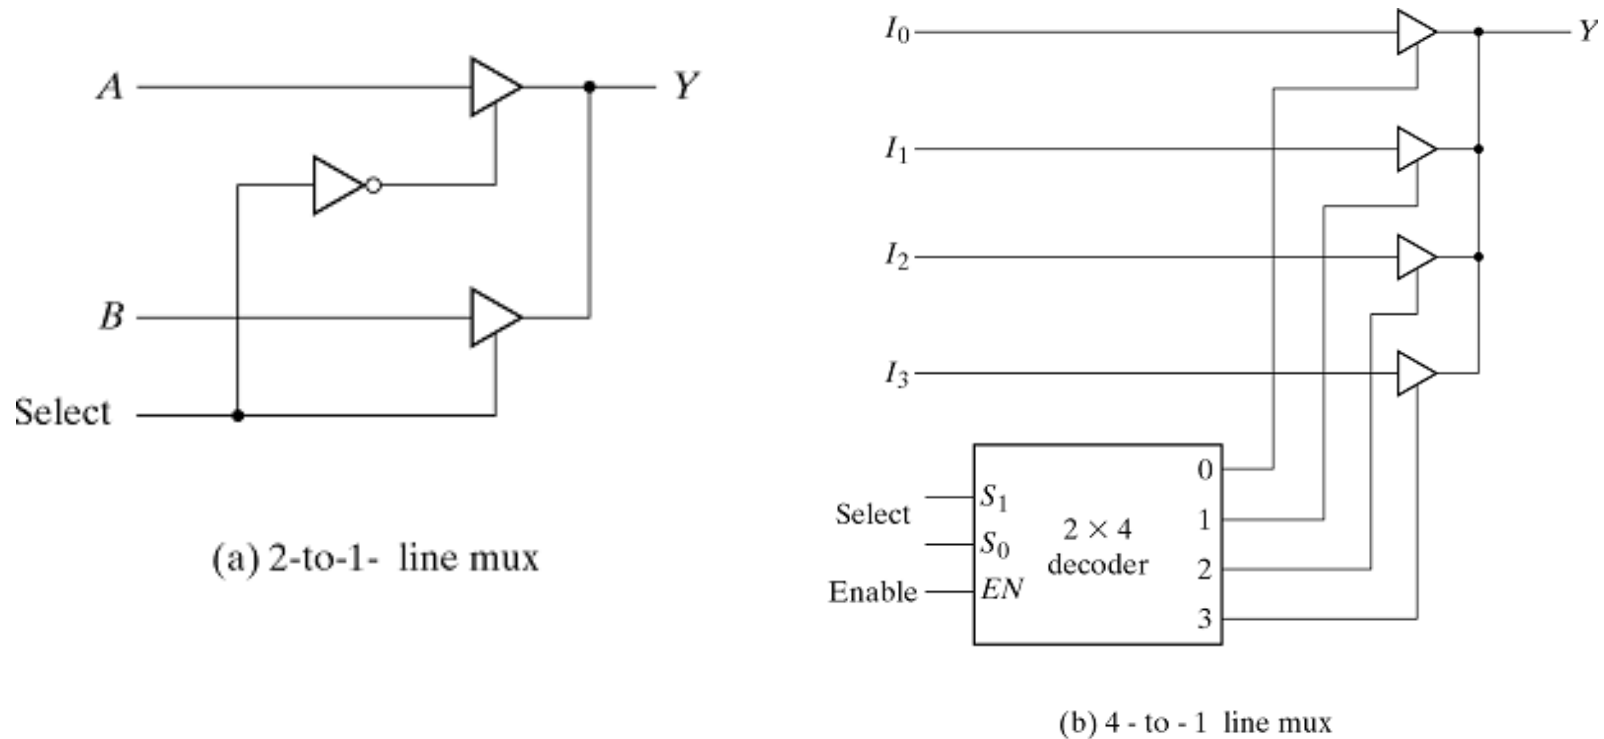 A
Y
B
Select
(a) 2-to-1- line mux
I0
Y
I1
I2
I3
0
S1
Select
1
2 × 4
S0
decoder
2
Enable
EN
3
(b) 4 - to - 1 line mux